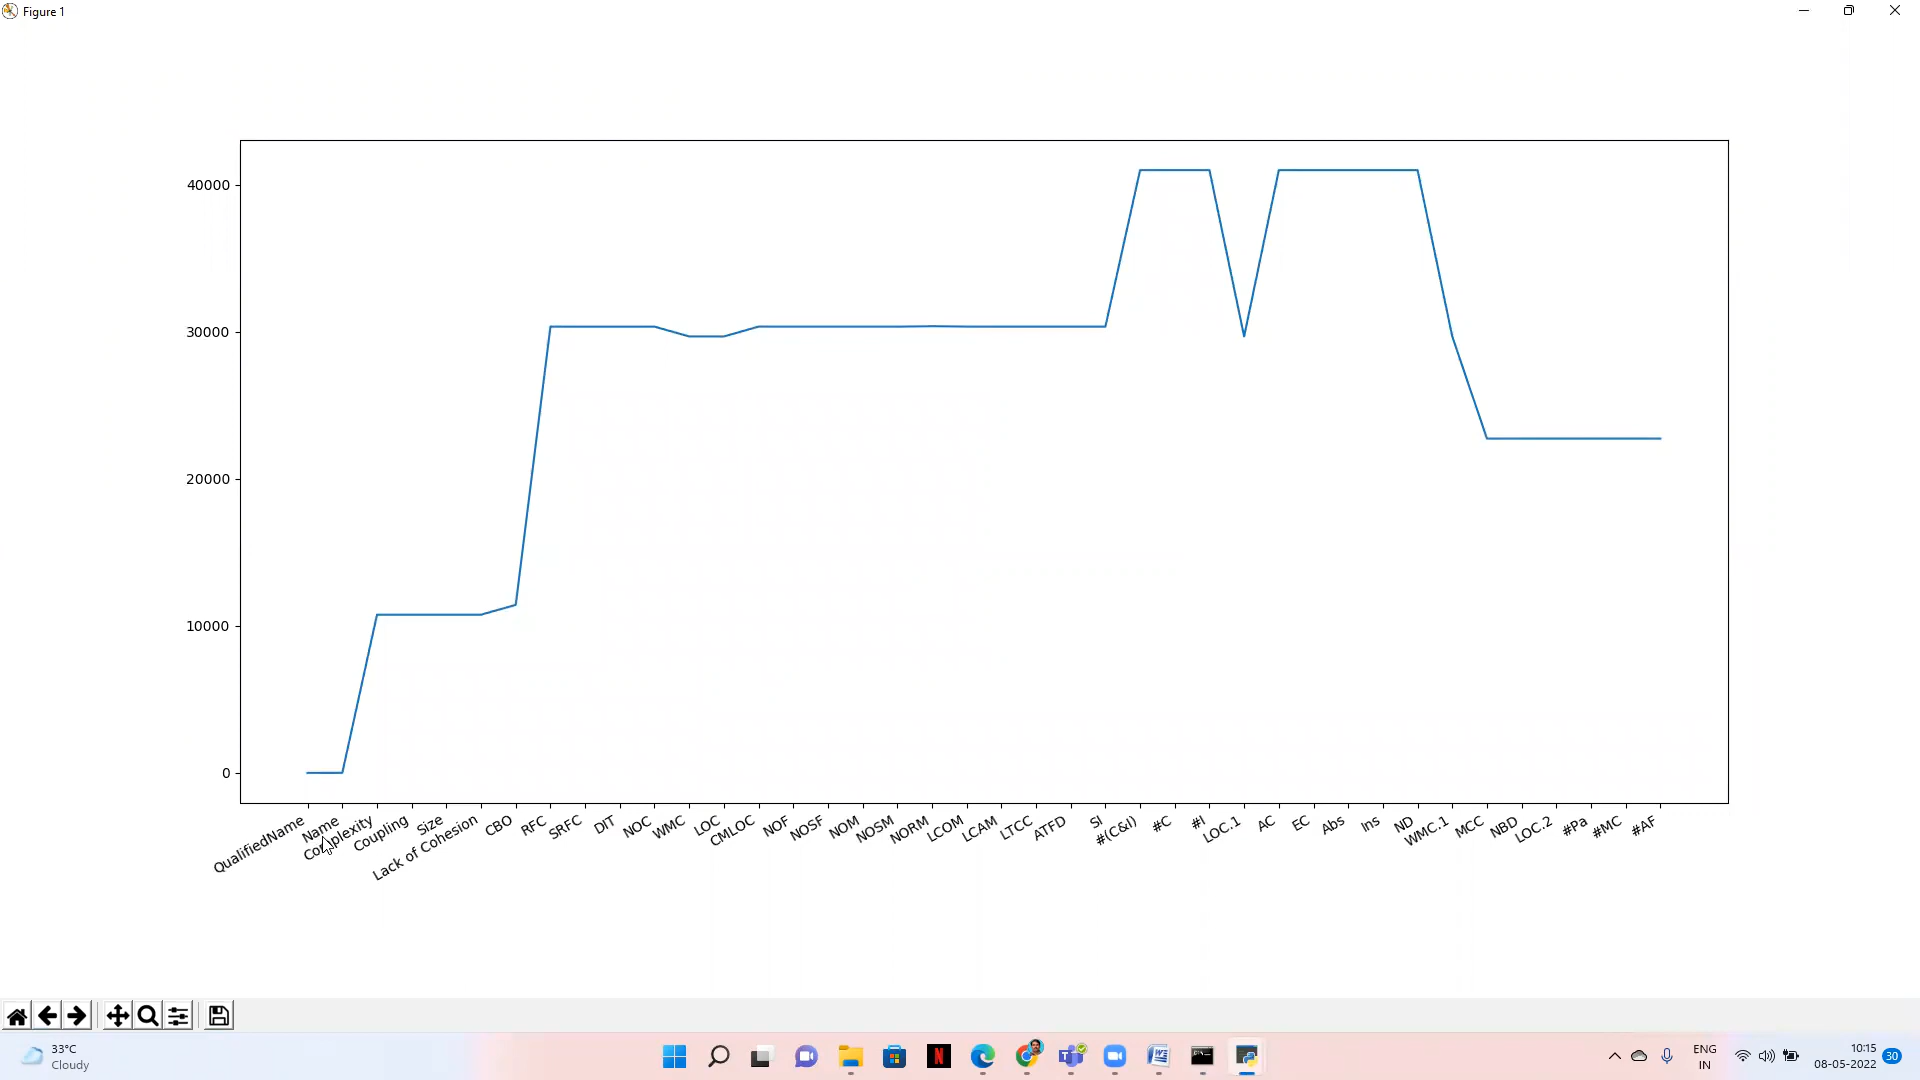 Figure 1
40000
30000
20000
10000
0
QualifiedName
Name
Complexity
Coupling
Size
Lack of Cohesion
CBO
RFC
SRFC
DIT
NOC
WMC
LOC
CMLOC
NOF
NOSF
NOM
NOSM
NORM
LCOM
LCAM
LTCC
ATFD
SI
#(C&I)
#C
#I
LOC.1
AC
EC
Abs
Ins
ND
WMC.1
MCC
NBD
LOC.2
#Pa
#MC
#AF
33°C
Cloudy
N
T
W
ENG
IN
10:15
08-05-2022
30